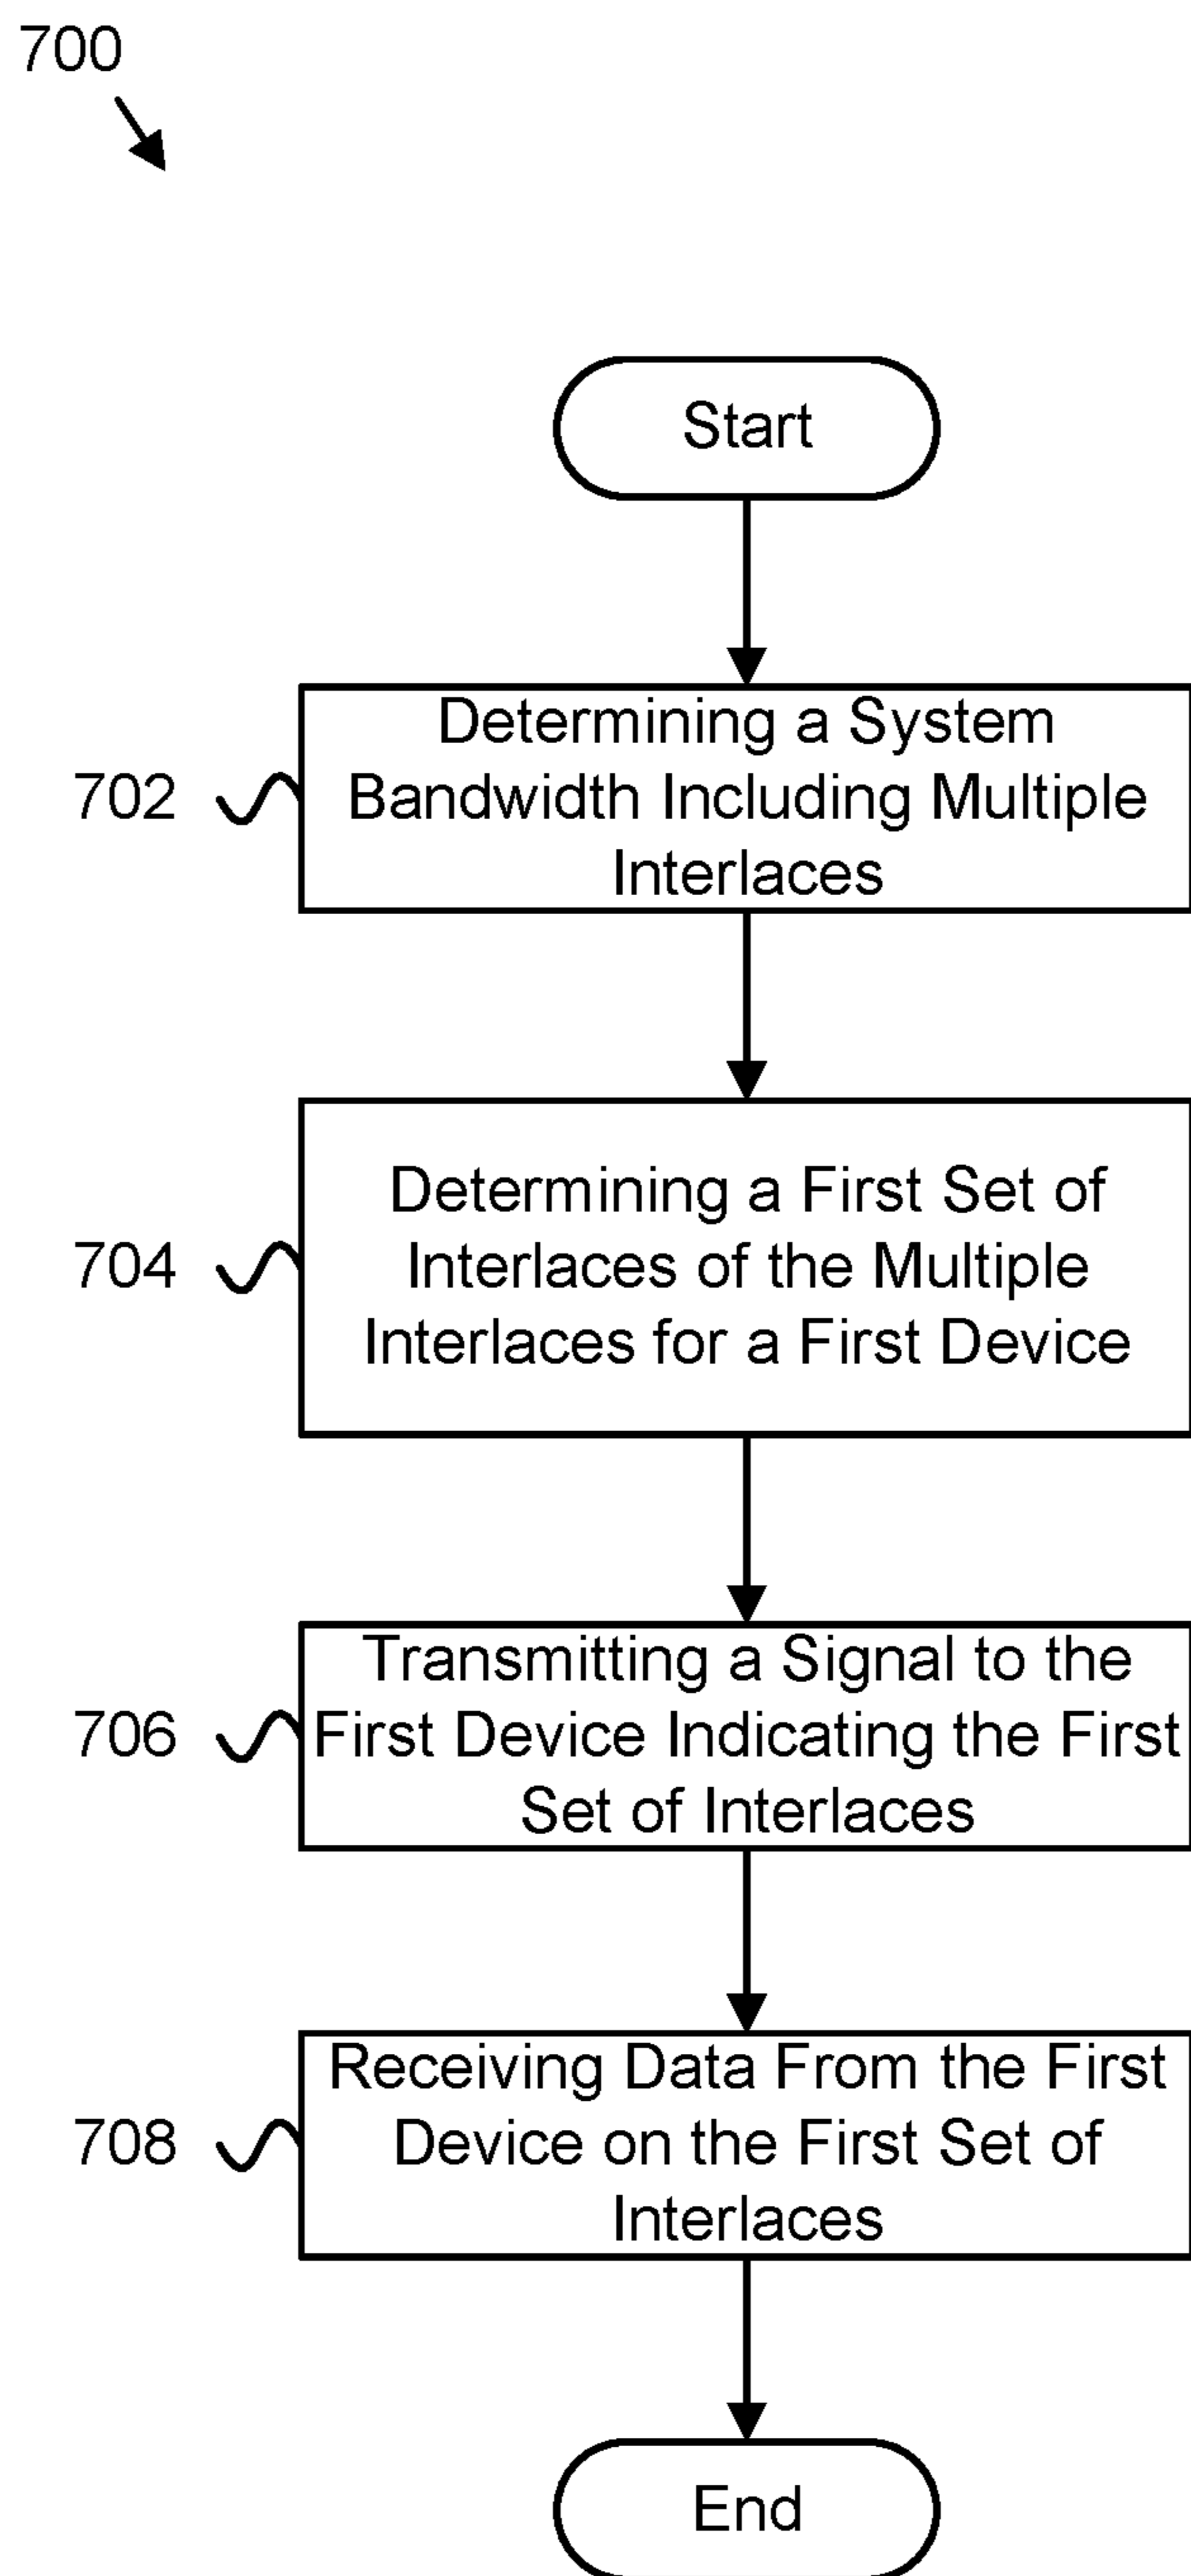 700
Start
702
Determining a System
Bandwidth Including Multiple
Interlaces
704
Determining a First Set of
Interlaces of the Multiple
Interlaces for a First Device
706
Transmitting a Signal to the
First Device Indicating the First
Set of Interlaces
708
Receiving Data From the First
Device on the First Set of
Interlaces
End